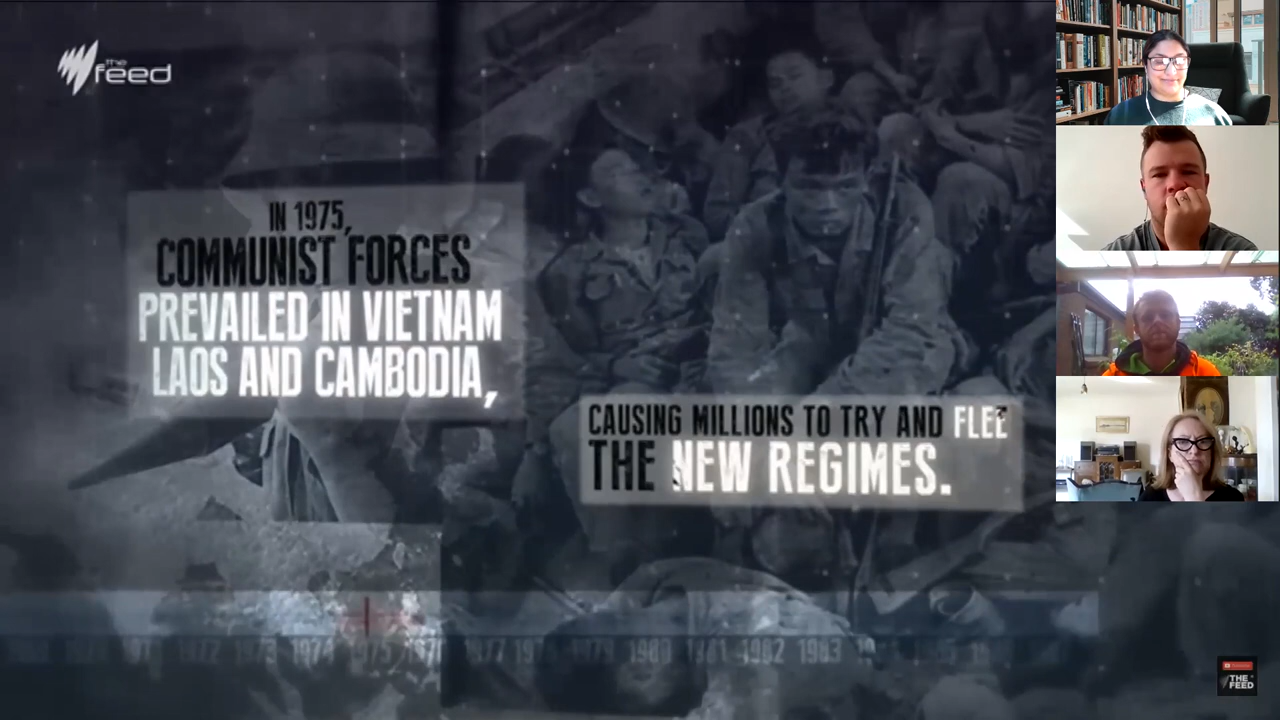 The feed
IN 1975,
COMMUNIST FORCES
PREVAILED IN VIETNAM
LAOS AND CAMBODIA,
CAUSING MILLIONS TO TRY AND FLEE
THE NEW REGIMES.
1972 1973 1974 1975 1976 1977 1979 1980 1981 1982 1983
THE
FEED